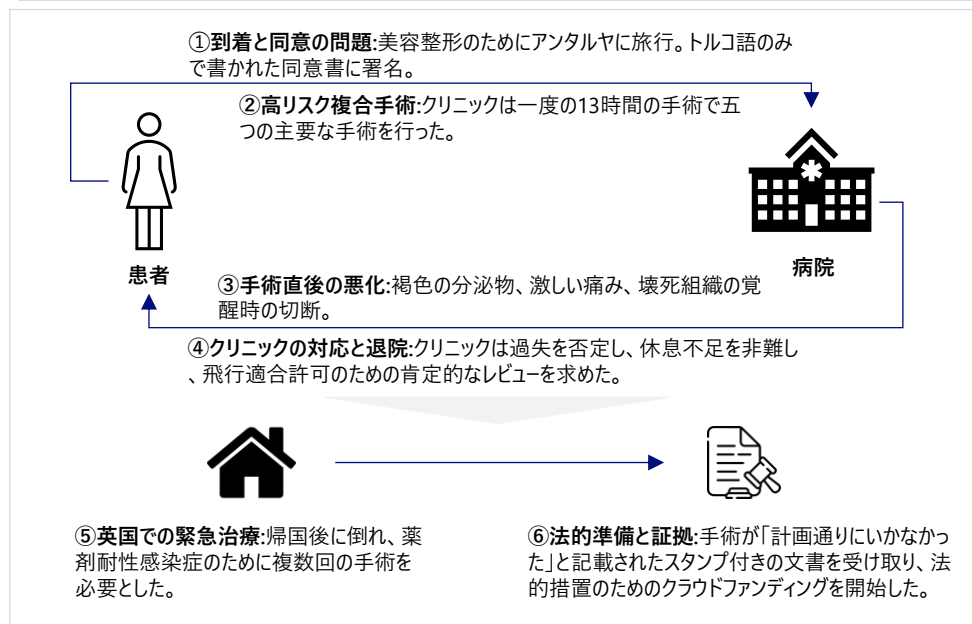 ①到着と同意の問題:美容整形のためにアンタルヤに旅行。トルコ語のみ
で書かれた同意書に署名。
②高リスク複合手術:クリニックは一度の13時間の手術で五
つの主要な手術を行った。
患者
病院
③手術直後の悪化:褐色の分泌物、激しい痛み、壊死組織の覚
醒時の切断。
④クリニックの対応と退院:クリニックは過失を否定し、休息不足を非難し
、飛行適合許可のための肯定的なレビューを求めた。
⑤英国での緊急治療:帰国後に倒れ、薬
剤耐性感染症のために複数回の手術を
必要とした。
⑥法的準備と証拠:手術が「計画通りにいかなかっ
た」と記載されたスタンプ付きの文書を受け取り、法
的措置のためのクラウドファンディングを開始した。